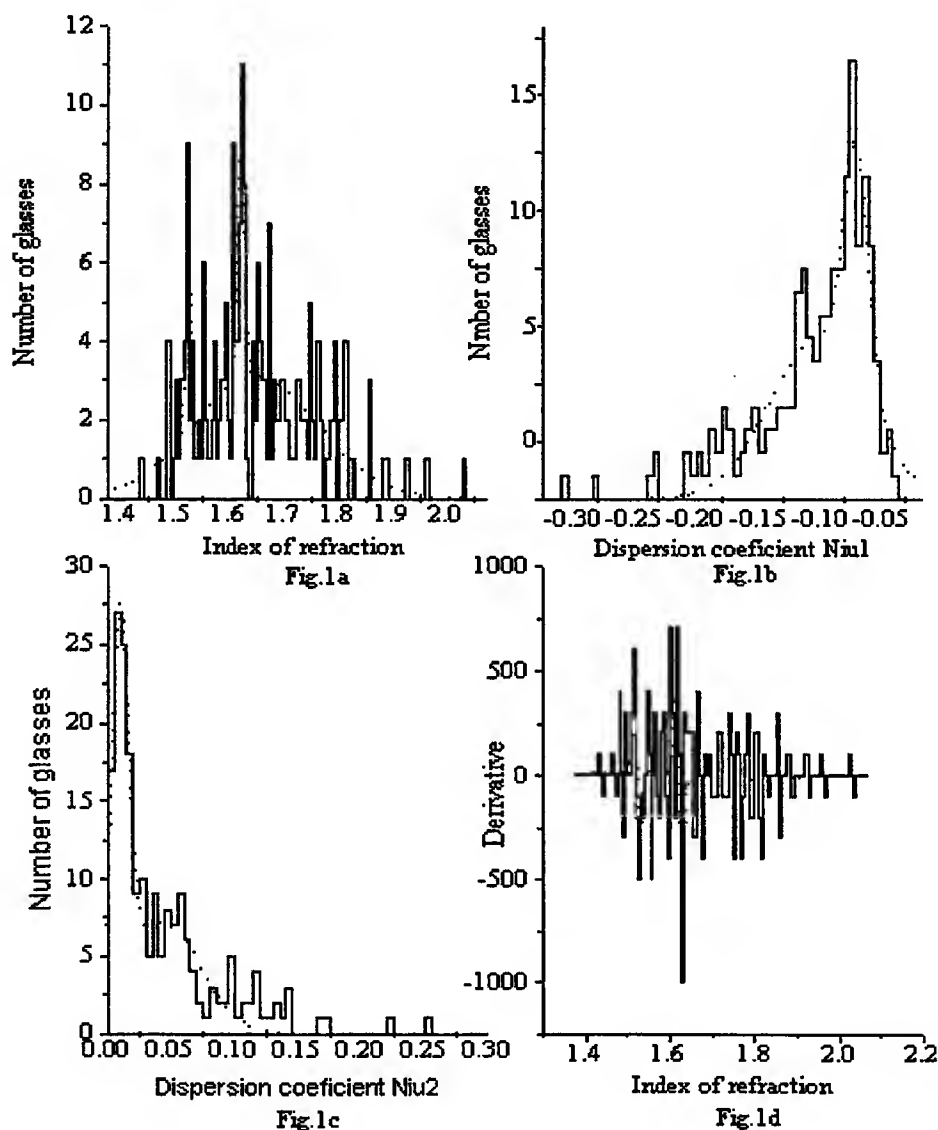 12
10
8
6
4
2
0
Number of glasses
1.4 1.5 1.6 1.7 1.8 1.9 2.0
Index of refraction
Fig.1a
15
10
5
0
Nmber of glasses
-0.30 -0.25 -0.20 -0.15 -0.10 -0.05
Dispersion coeficient Niu1
Fig.1b
30
25
20
15
10
5
0
Number of glasses
0.00 0.05 0.10 0.15 0.20 0.25 0.30
Dispersion coeficient Niu2
Fig.1c
1000
500
0
-500
-1000
Derivative
1.4 1.6 1.8 2.0 2.2
Index of refraction
Fig.1d